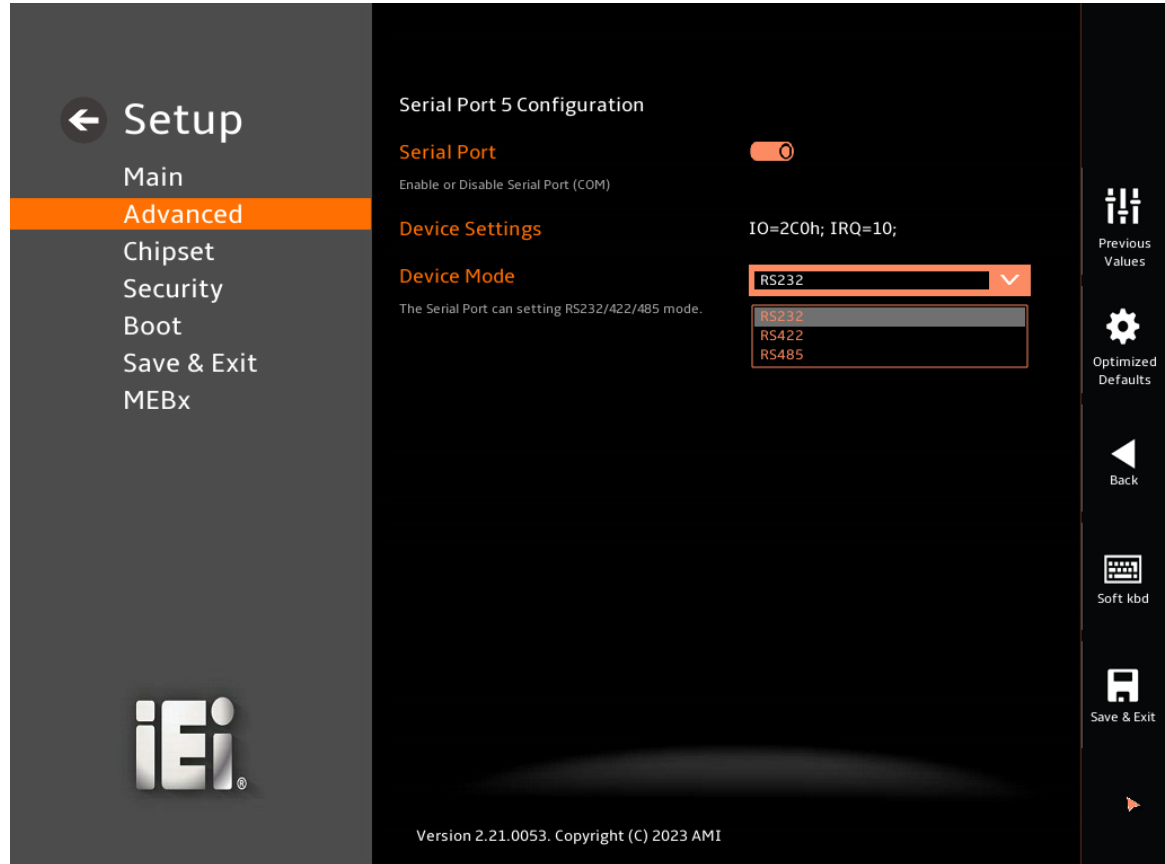 Setup
Main
Advanced
Chipset
Security
Boot
Save & Exit
MEBx
iEi®
Serial Port 5 Configuration
Serial Port
Enable or Disable Serial Port (COM)
Device Settings IO=2C0h; IRQ=10;
Device Mode RS232
The Serial Port can setting RS232/422/485 mode.
RS232
RS422
RS485
Version 2.21.0053. Copyright (C) 2023 AMI
Previous
Values
Optimized
Defaults
Back
Soft kbd
Save & Exit